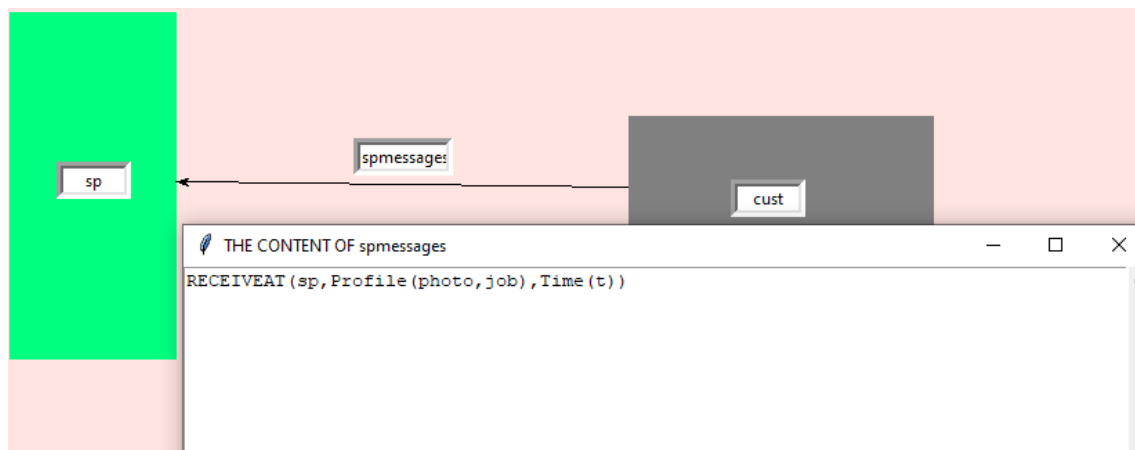 spmessages
sp
cust
THE CONTENT OF spmessages
RECEIVEAT(sp,Profile(photo,job),Time(t))